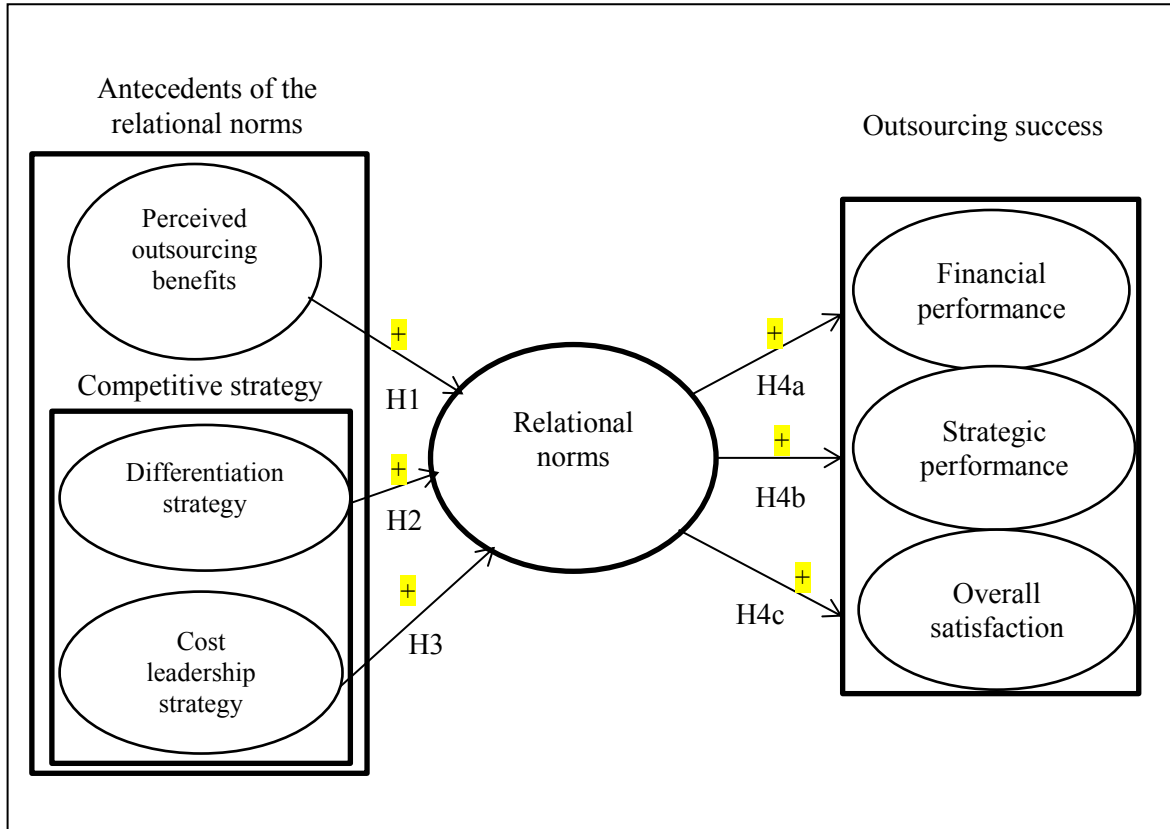 Antecedents of the
relational norms
Perceived
outsourcing
benefits
Competitive strategy
Differentiation
strategy
Cost
leadership
strategy
+
H1
+
H2
+
H3
Relational
norms
+
H4a
+
H4b
+
H4c
Outsourcing success
Financial
performance
Strategic
performance
Overall
satisfaction